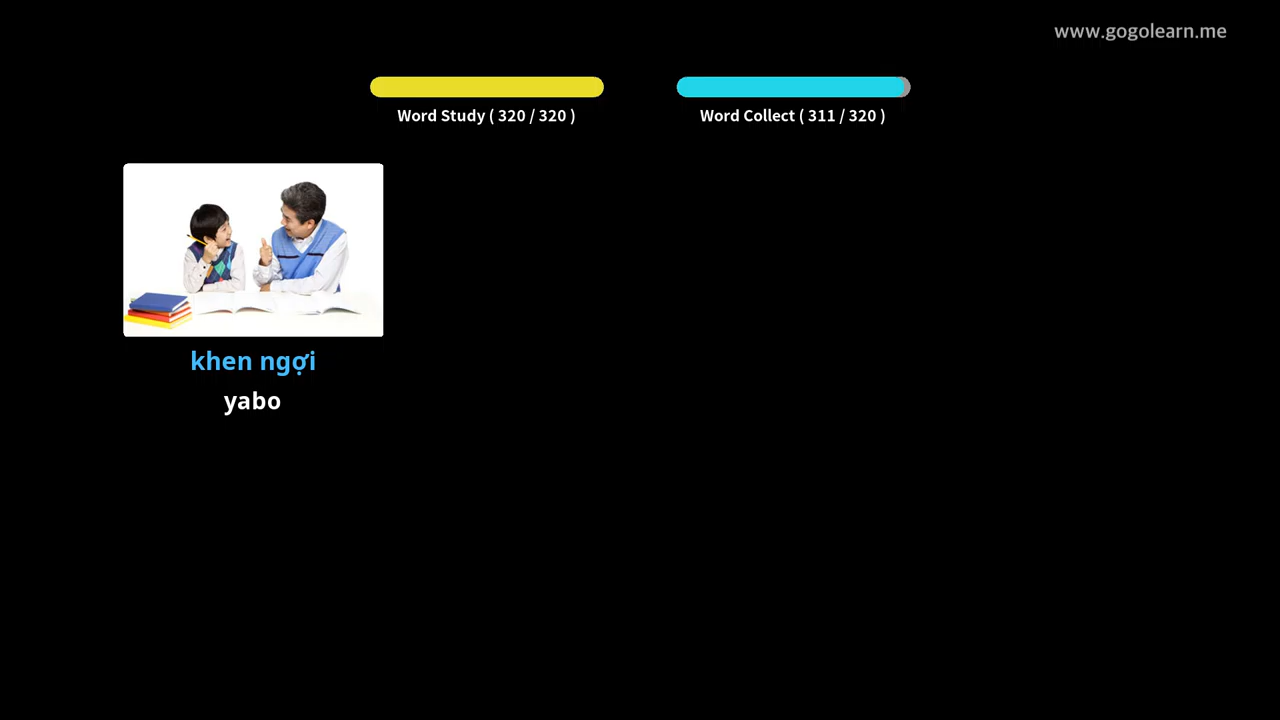 www.gogolearn.me
Word Study ( 320 / 320 )
Word Collect ( 311 / 320 )
khen ngợi
yabo